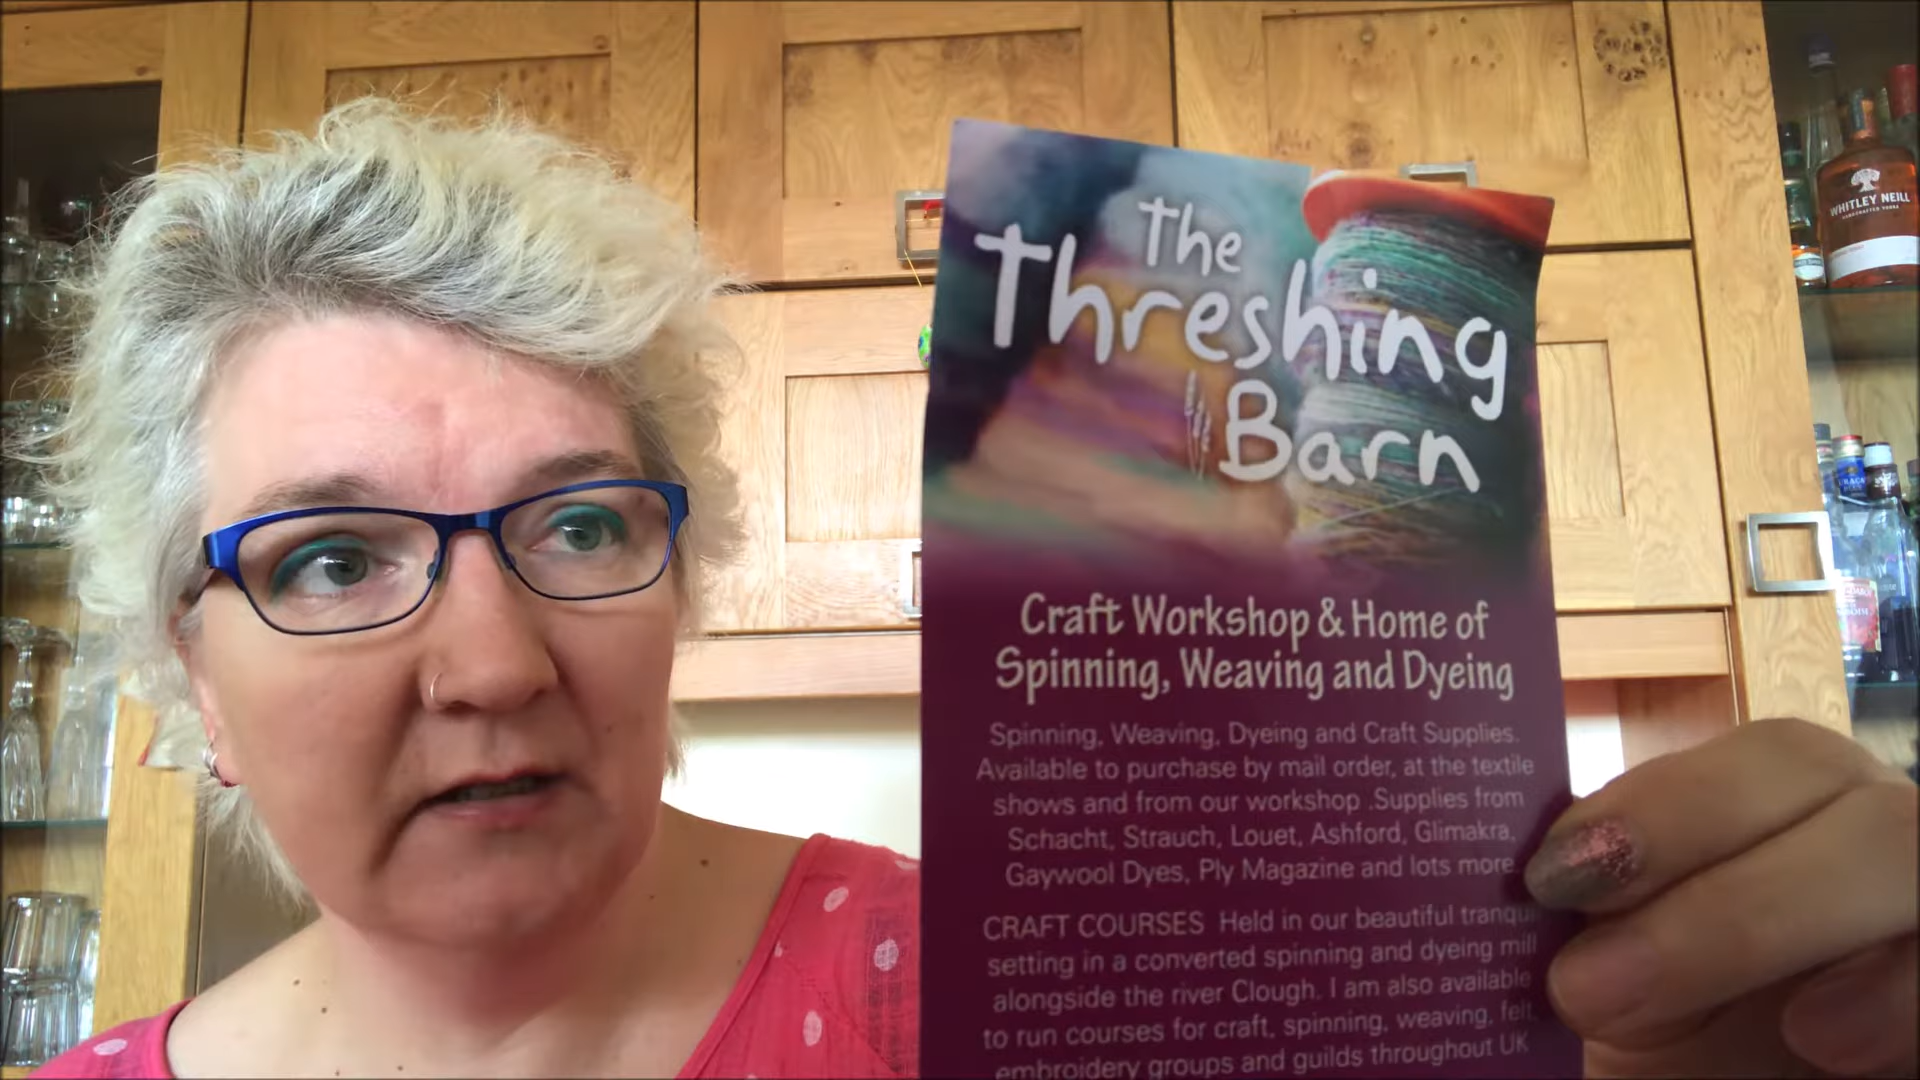 The
Threshing
Barn
Craft Workshop & Home of
Spinning, Weaving and Dyeing
Spinning, Weaving, Dyeing and Craft Supplies.
Available to purchase by mail order, at the textile
shows and from our workshop .Supplies from
Schacht, Strauch, Louet, Ashford, Glimakra,
Gaywool Dyes, Ply Magazine and lots more
CRAFT COURSES Held in our beautiful tranqui
setting in a converted spinning and dyeing mill
alongside the river Clough. I am also available
to run courses for craft, spinning, weaving, felt,
embroidery groups and guilds throughout UK
WHITLEY NEILL